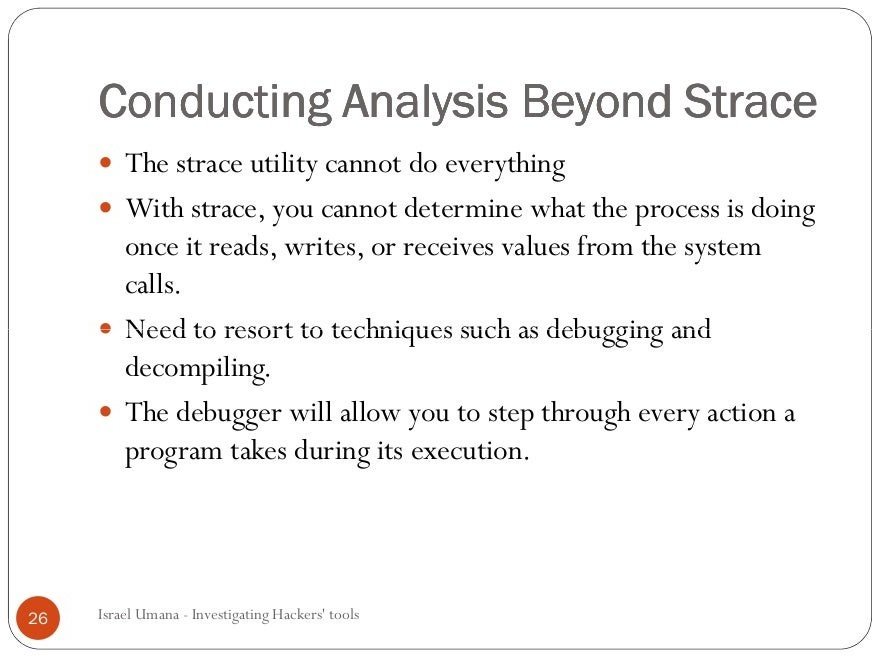 Conducting Analysis Beyond Strace
The strace utility cannot do everything
With strace, you cannot determine what the process is doing
once it reads, writes, or receives values from the system
calls.
Need to resort to techniques such as debugging and
decompiling.
The debugger will allow you to step through every action a
program takes during its execution.
26
Israel Umana - Investigating Hackers' tools